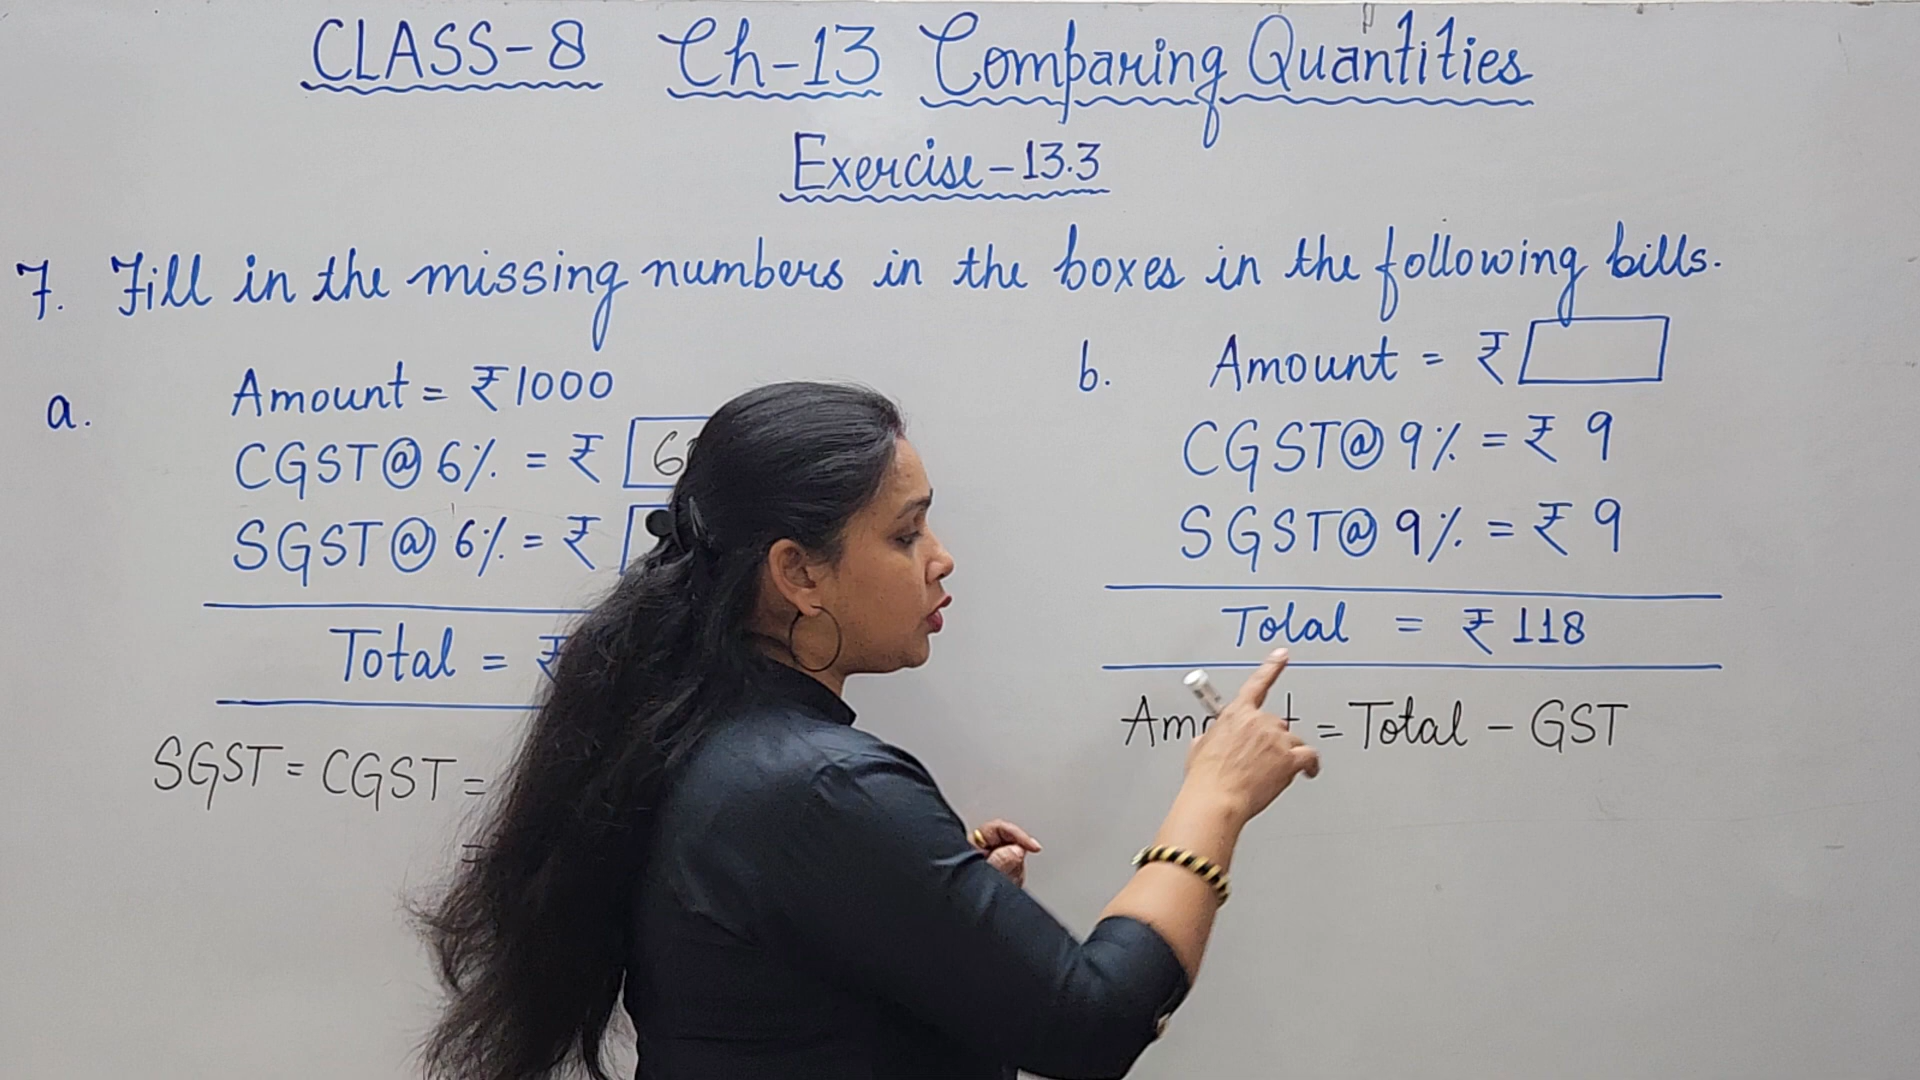 CLASS-8 Ch-13 Comparing Quantities
Exercise-13.3
7. Fill in the missing numbers in the boxes in the following bills.
a.
Amount = ₹1000
CGST@6% = ₹ 6
SGST@6% = ₹
Total = ₹
SGST = CGST =
=
b.
Amount = ₹
CGST@9% = ₹ 9
SGST@9% = ₹ 9
Total = ₹ 118
= Total - GST